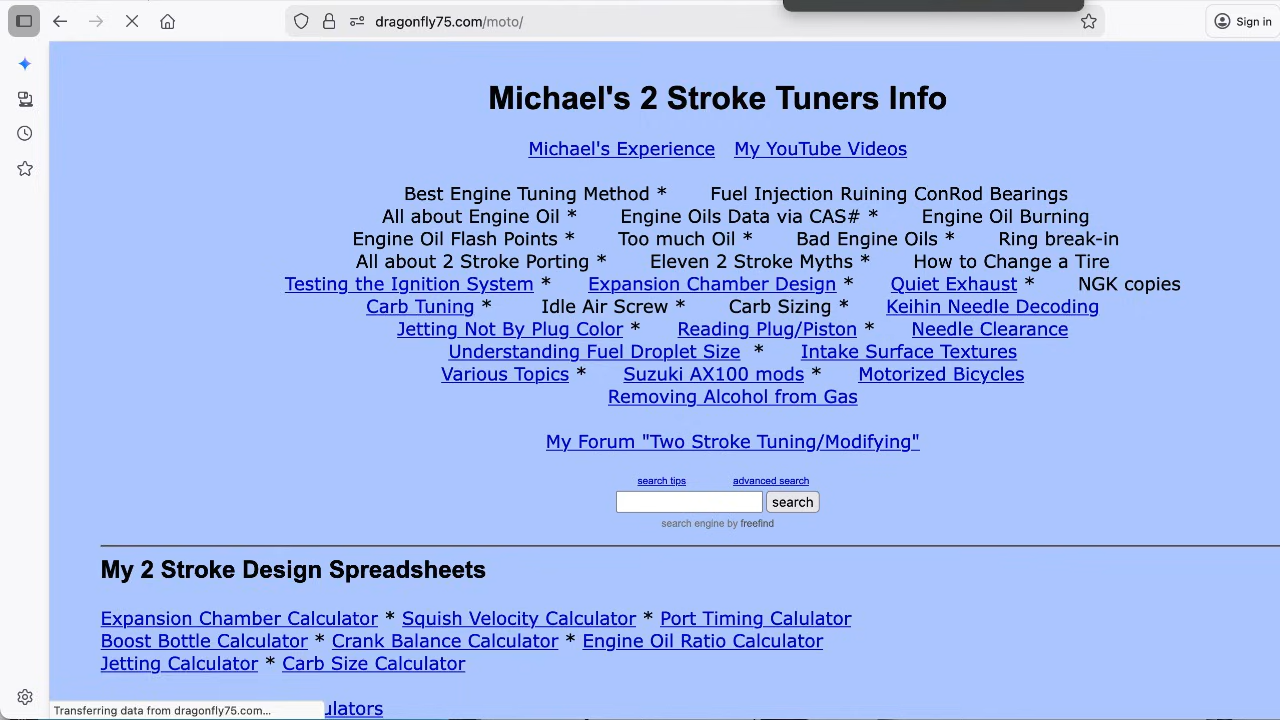 dragonfly75.com/moto/
Sign in
Michael's 2 Stroke Tuners Info
Michael's Experience My YouTube Videos
Best Engine Tuning Method * Fuel Injection Ruining ConRod Bearings
All about Engine Oil * Engine Oils Data via CAS# * Engine Oil Burning
Engine Oil Flash Points * Too much Oil * Bad Engine Oils * Ring break-in
All about 2 Stroke Porting * Eleven 2 Stroke Myths * How to Change a Tire
Testing the Ignition System * Expansion Chamber Design * Quiet Exhaust * NGK copies
Carb Tuning * Idle Air Screw * Carb Sizing * Keihin Needle Decoding
Jetting Not By Plug Color * Reading Plug/Piston * Needle Clearance
Understanding Fuel Droplet Size * Intake Surface Textures
Various Topics * Suzuki AX100 mods * Motorized Bicycles
Removing Alcohol from Gas
My Forum "Two Stroke Tuning/Modifying"
search tips advanced search
search
search engine by freefind
My 2 Stroke Design Spreadsheets
Expansion Chamber Calculator * Squish Velocity Calculator * Port Timing Calulator
Boost Bottle Calculator * Crank Balance Calculator * Engine Oil Ratio Calculator
Jetting Calculator * Carb Size Calculator
ulators
Transferring data from dragonfly75.com...